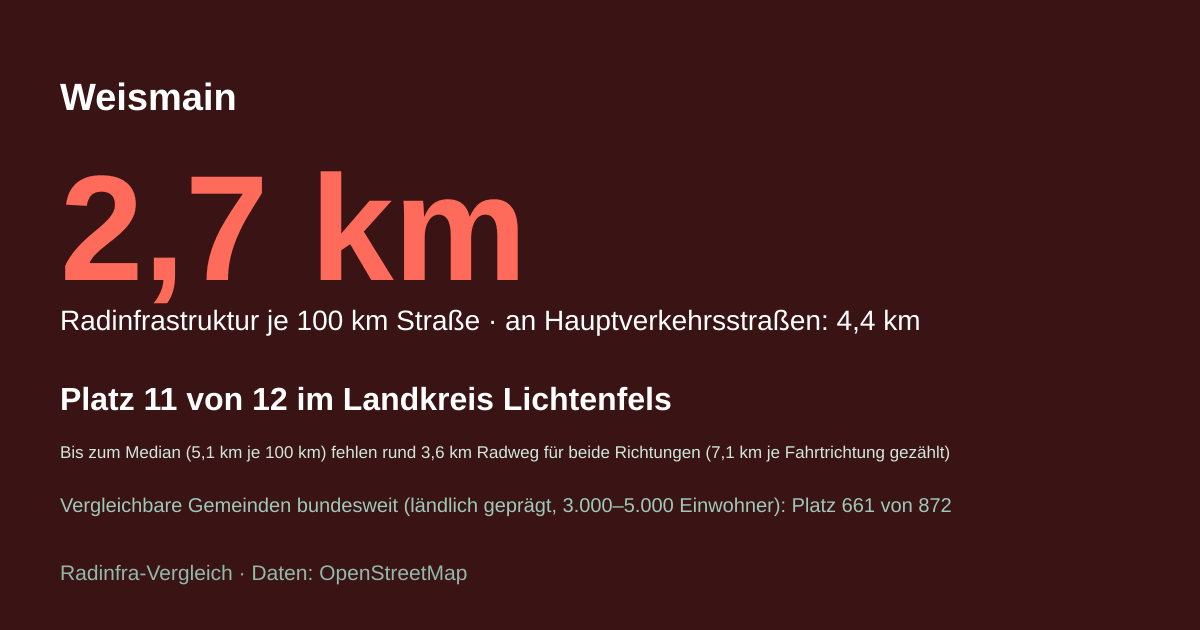 Weismain
2,7 km
Radinfrastruktur je 100 km Straße · an Hauptverkehrsstraßen: 4,4 km
Platz 11 von 12 im Landkreis Lichtenfels
Bis zum Median (5,1 km je 100 km) fehlen rund 3,6 km Radweg für beide Richtungen (7,1 km je Fahrtrichtung gezählt)
Vergleichbare Gemeinden bundesweit (ländlich geprägt, 3.000–5.000 Einwohner): Platz 661 von 872
Radinfra-Vergleich · Daten: OpenStreetMap